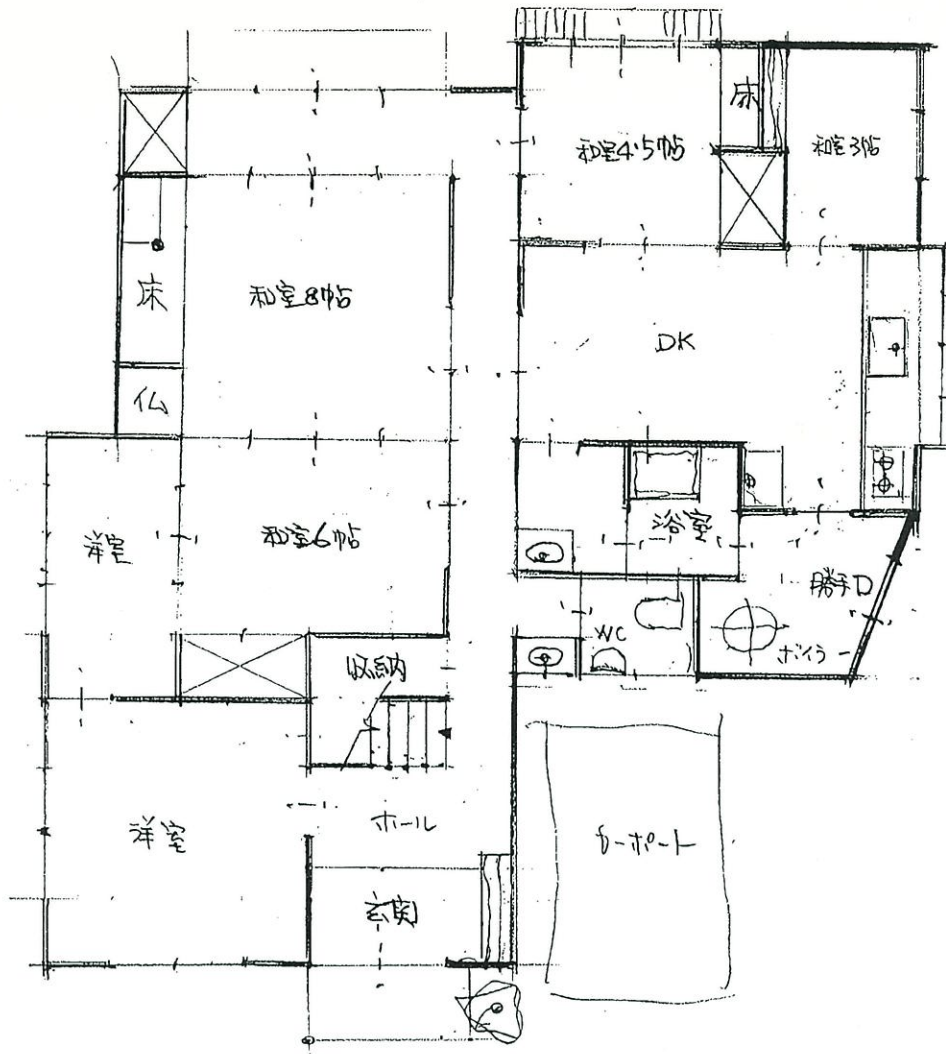 床
和室4.5帖
和室3帖
床
和室8帖
仏
DK
洋室
和室6帖
浴室
勝手口
WC
ボイラー
収納
洋室
ホール
カーポート
玄関